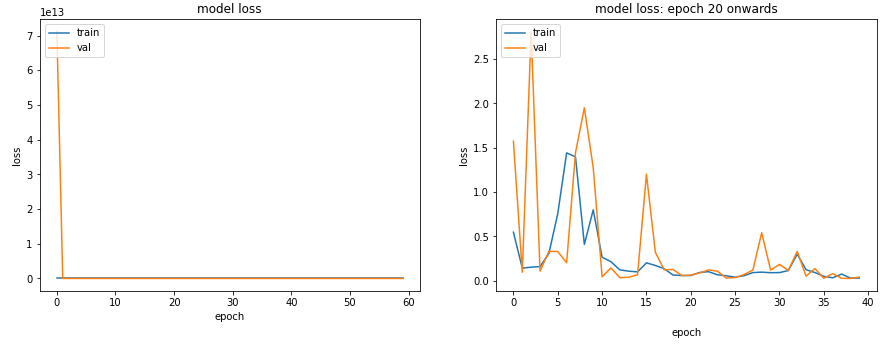 model loss
1e13
train
val
7
6
5
4
3
2
1
0
loss
0 10 20 30 40 50 60
epoch
model loss: epoch 20 onwards
train
val
2.5
2.0
1.5
1.0
0.5
0.0
loss
0 5 10 15 20 25 30 35 40
epoch